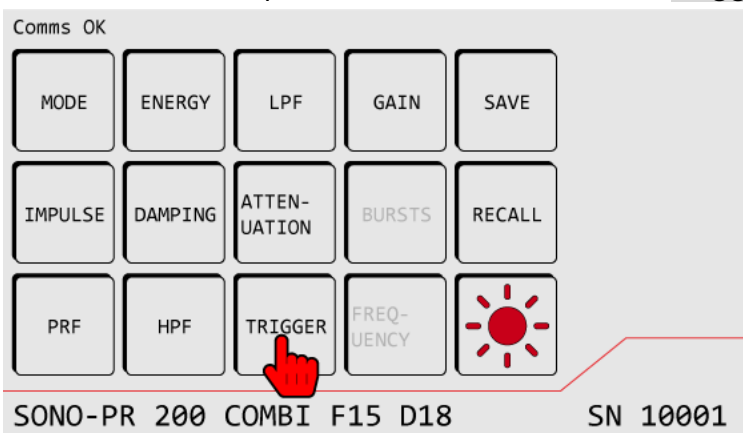 Comms OK
MODE ENERGY LPF GAIN SAVE
IMPULSE DAMPING ATTEN-
UATION BURSTS RECALL
PRF HPF TRIGGER FREQ-
UENCY
SONO-PR 200 COMBI F15 D18 SN 10001